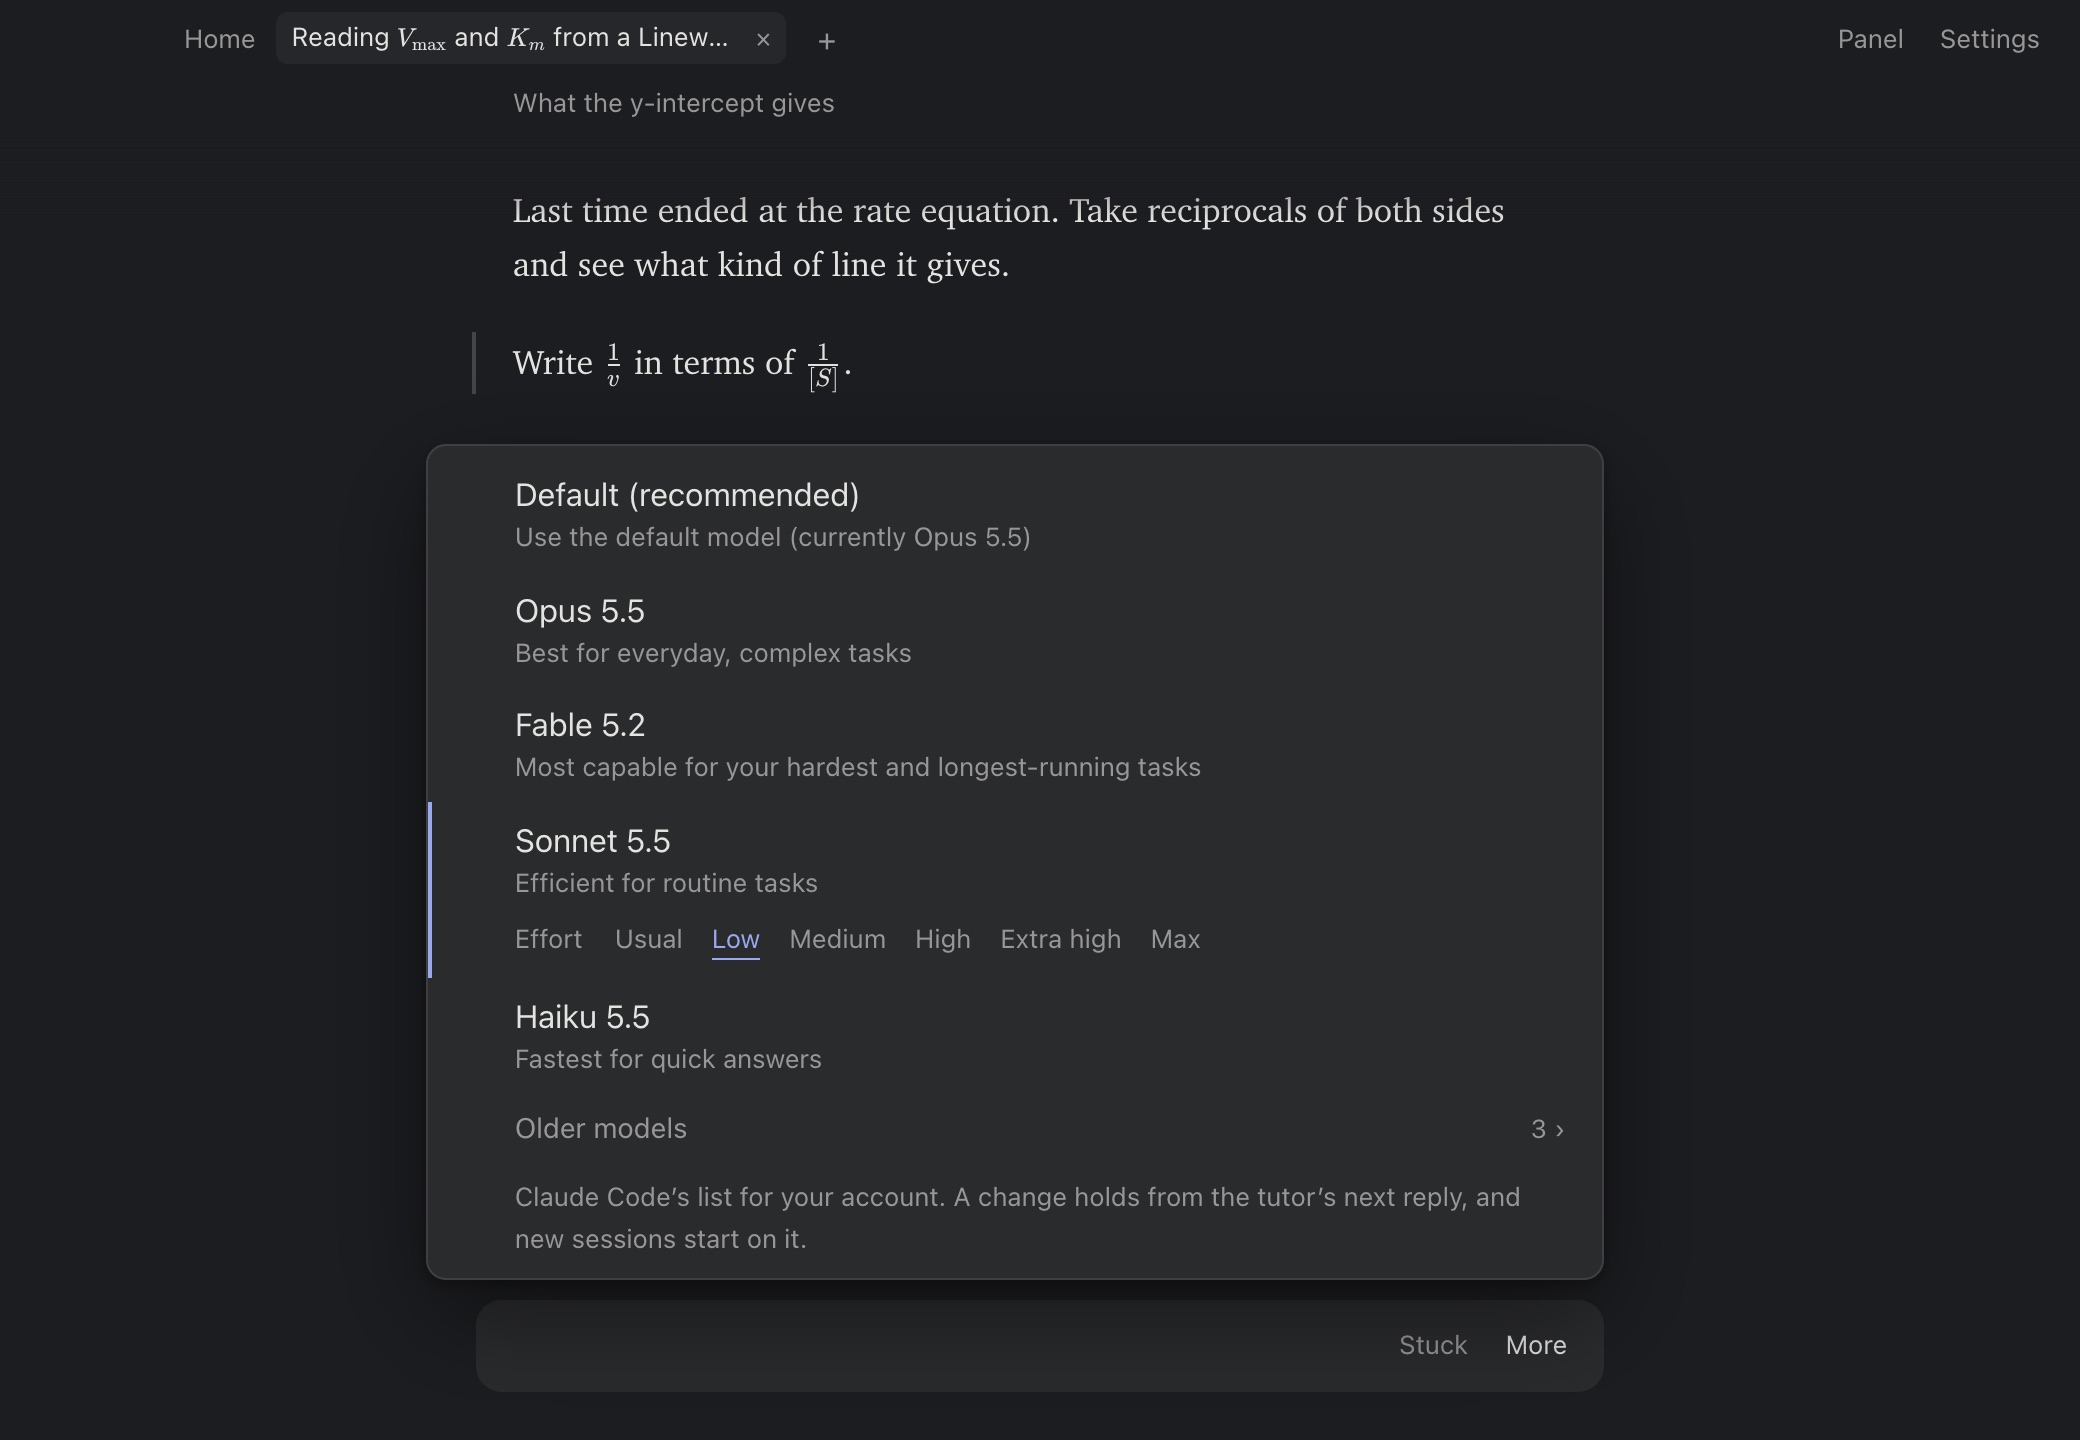 Home
Reading Vmax and Km from a Linew...
×
+
Panel
Settings
What the y-intercept gives
Last time ended at the rate equation. Take reciprocals of both sides
and see what kind of line it gives.
Write 1/v in terms of 1/[S].
Default (recommended)
Use the default model (currently Opus 5.5)
Opus 5.5
Best for everyday, complex tasks
Fable 5.2
Most capable for your hardest and longest-running tasks
Sonnet 5.5
Efficient for routine tasks
Effort Usual Low Medium High Extra high Max
Haiku 5.5
Fastest for quick answers
Older models 3 ›
Claude Code’s list for your account. A change holds from the tutor’s next reply, and
new sessions start on it.
Stuck More